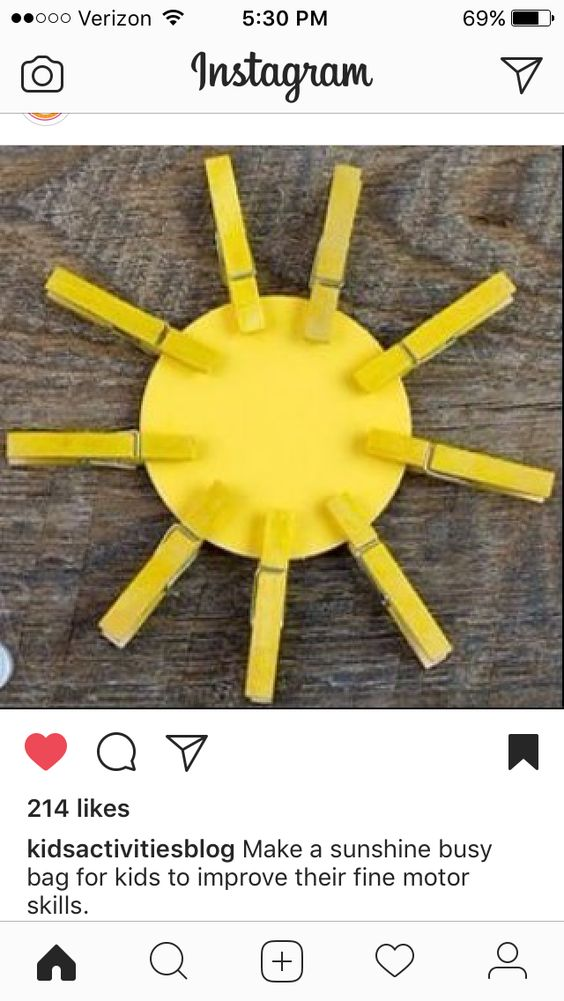 Verizon 5:30 PM 69%
Instagram
214 likes
kidsactivitiesblog Make a sunshine busy
bag for kids to improve their fine motor
skills.